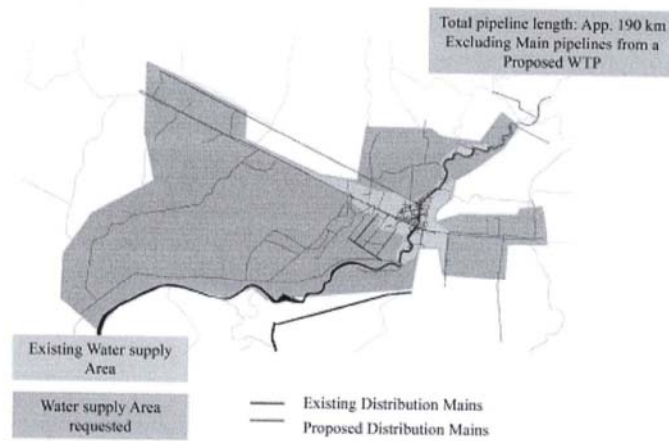 Total pipeline length: App. 190 km
Excluding Main pipelines from a
Proposed WTP
Existing Water supply
Area
Water supply Area
requested
Existing Distribution Mains
Proposed Distribution Mains